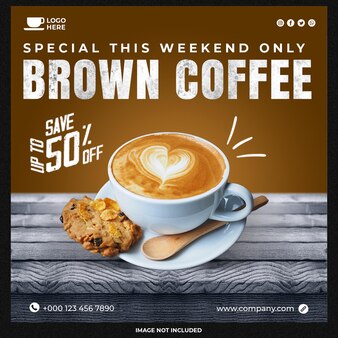 LOGO
HERE
SPECIAL THIS WEEKEND ONLY
BROWN COFFEE
SAVE
UP TO 50% OFF
+000 123 456 7890
www.company.com
IMAGE NOT INCLUDED